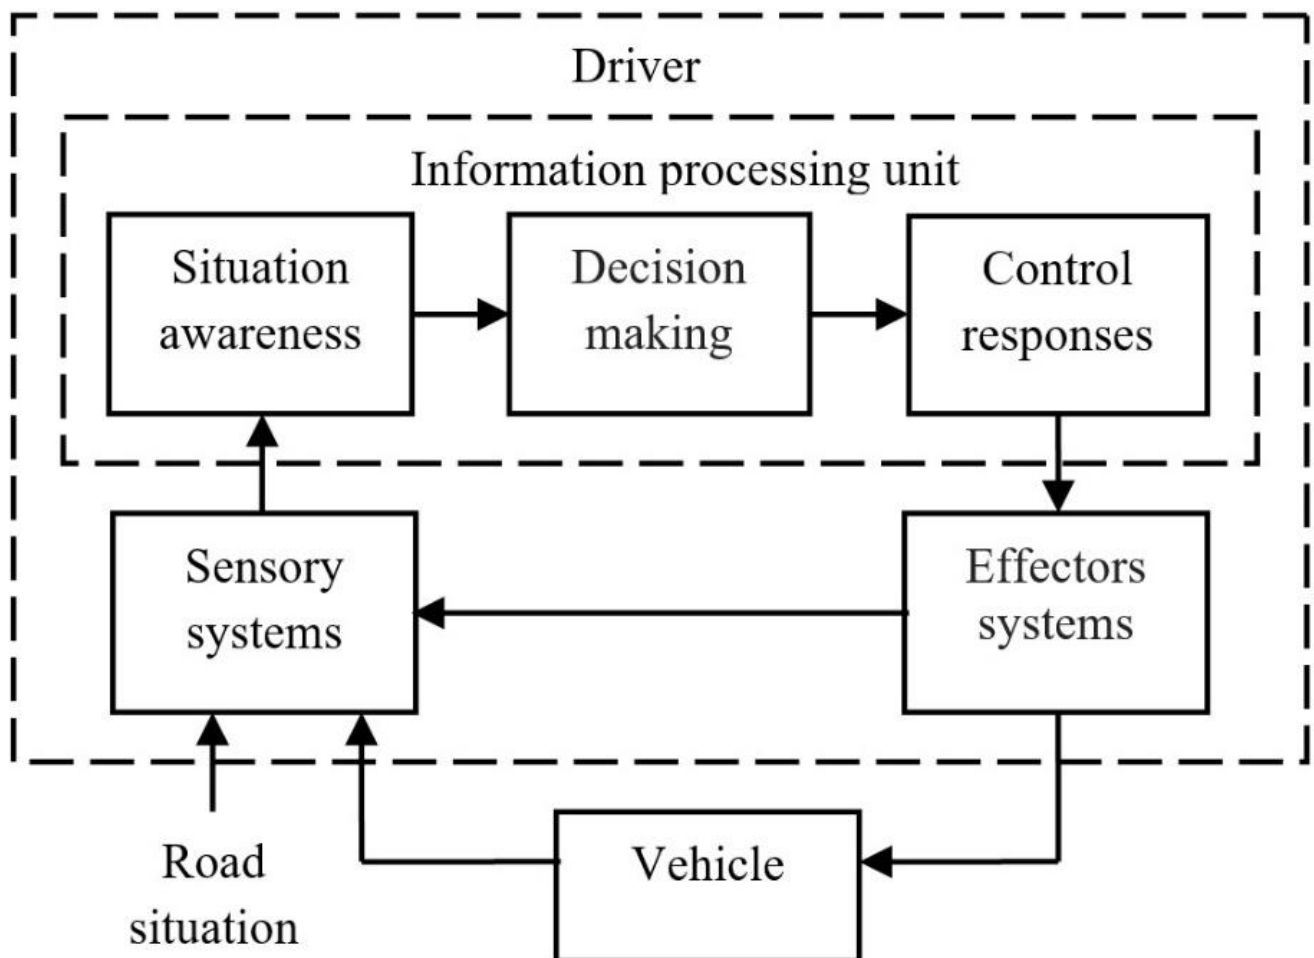 Driver
Information processing unit
Situation
awareness
Decision
making
Control
responses
Sensory
systems
Effectors
systems
Road
situation
Vehicle